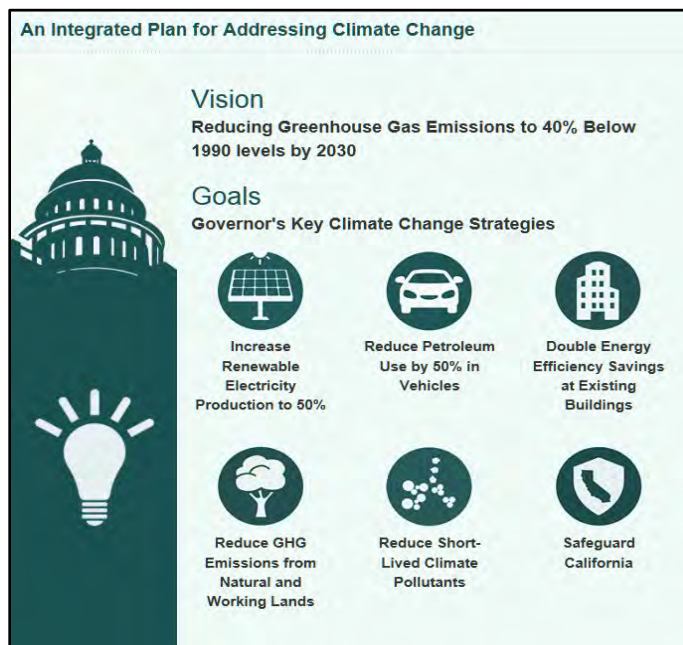 An Integrated Plan for Addressing Climate Change
Vision
Reducing Greenhouse Gas Emissions to 40% Below
1990 levels by 2030
Goals
Governor's Key Climate Change Strategies
Increase
Renewable
Electricity
Production to 50%
Reduce Petroleum
Use by 50% in
Vehicles
Double Energy
Efficiency Savings
at Existing
Buildings
Reduce GHG
Emissions from
Natural and
Working Lands
Reduce Short-
Lived Climate
Pollutants
Safeguard
California